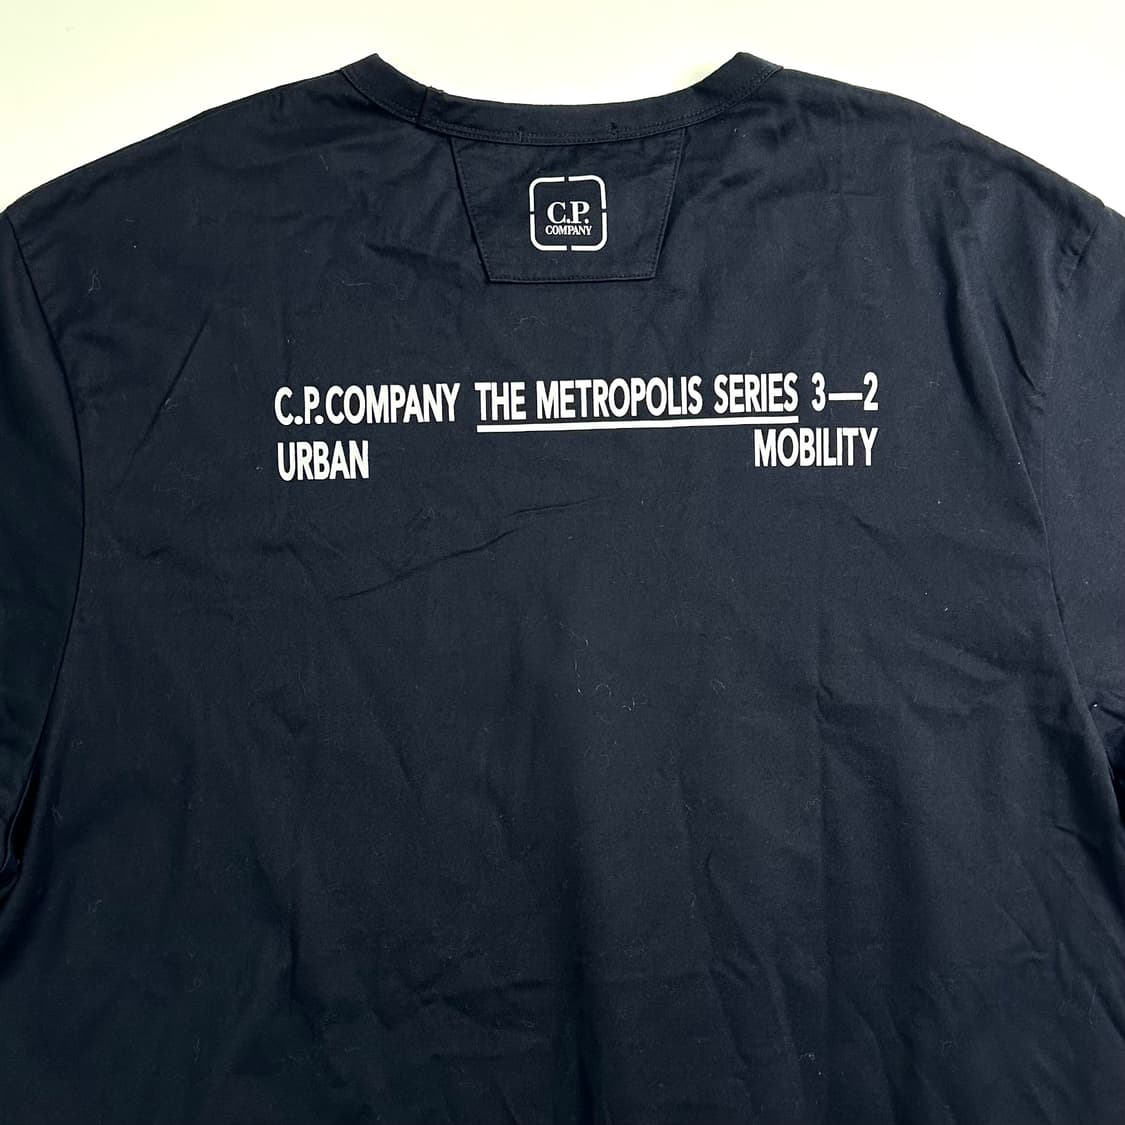 C.P.
COMPANY
C.P.COMPANY THE METROPOLIS SERIES 3—2
URBAN MOBILITY